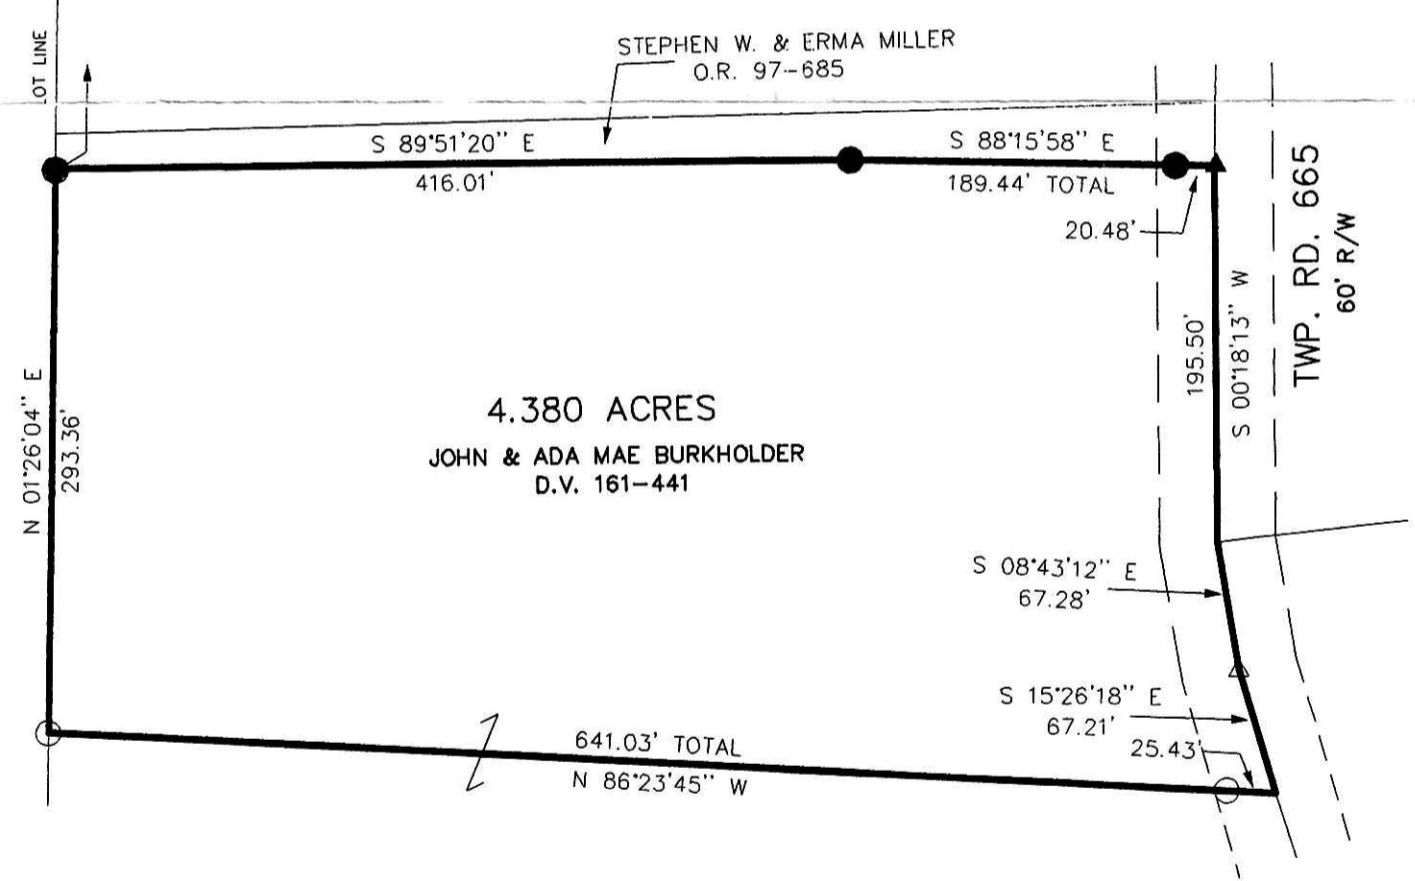 LOT LINE
STEPHEN W. & ERMA MILLER
O.R. 97-685
S 89°51'20" E
416.01'
S 88°15'58" E
189.44' TOTAL
20.48'
TWP. RD. 665
60' R/W
195.50'
S 00°18'13" W
N 01°26'04" E
293.36'
4.380 ACRES
JOHN & ADA MAE BURKHOLDER
D.V. 161-441
S 08°43'12" E
67.28'
S 15°26'18" E
67.21'
25.43'
641.03' TOTAL
N 86°23'45" W